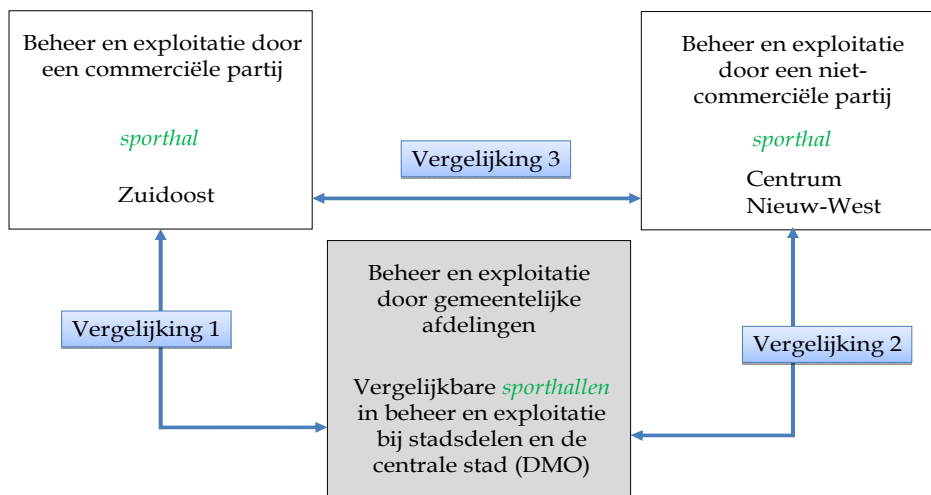 Beheer en exploitatie door
een commerciële partij
sporthal
Zuidoost
Vergelijking 3
Beheer en exploitatie
door een niet-
commerciële partij
sporthal
Centrum
Nieuw-West
Vergelijking 1
Beheer en exploitatie
door gemeentelijke
afdelingen
Vergelijkbare sporthallen
in beheer en exploitatie
bij stadsdelen en de
centrale stad (DMO)
Vergelijking 2